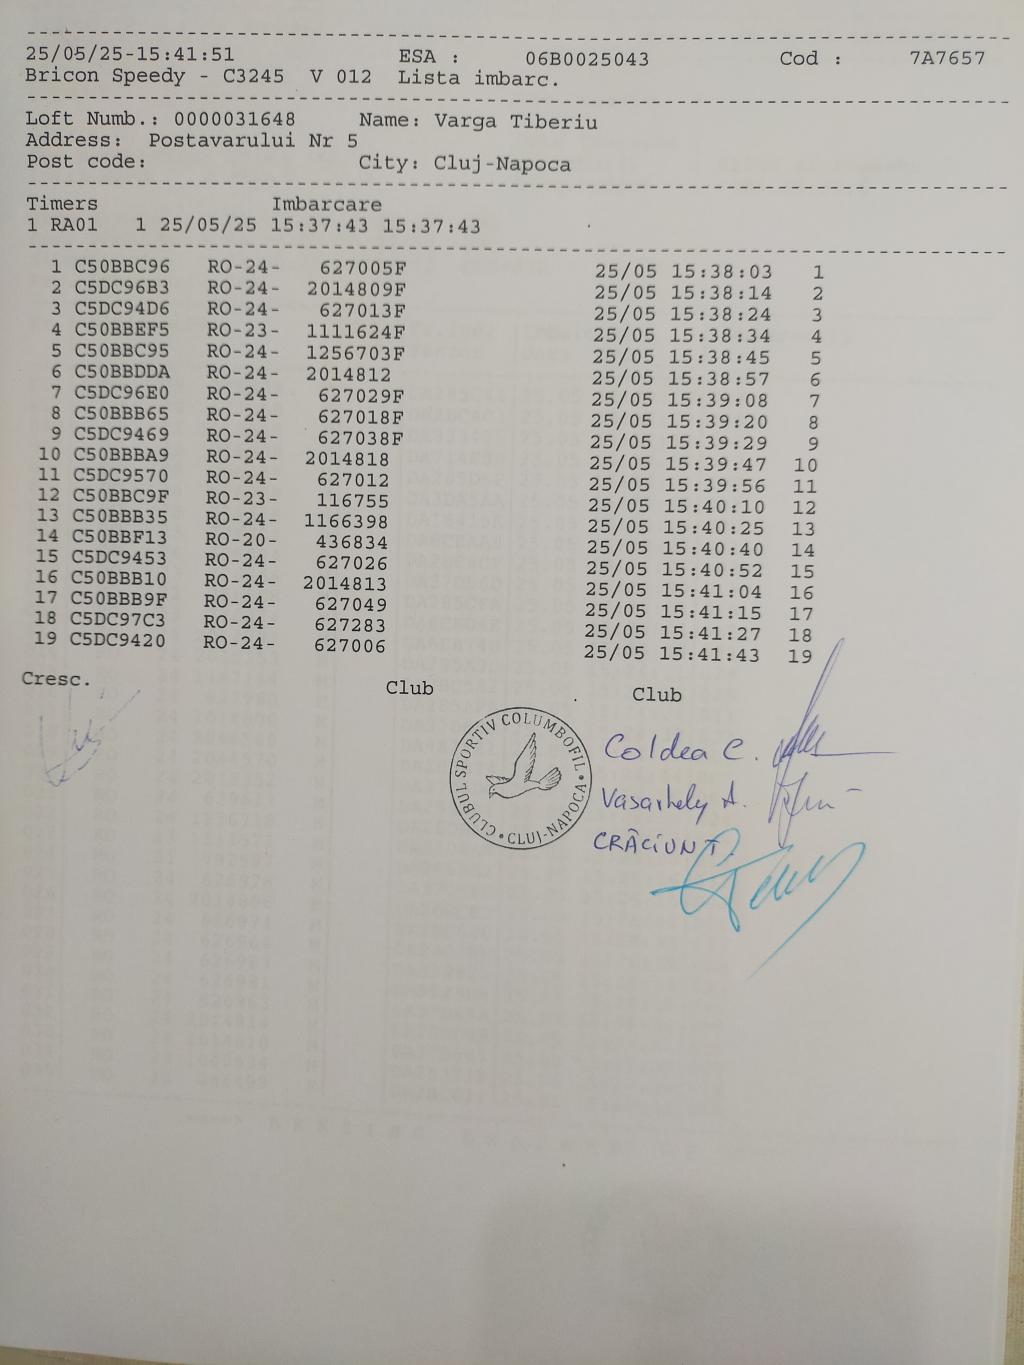 25/05/25-15:41:51 ESA : 06B0025043 Cod : 7A7657
Bricon Speedy - C3245 V 012 Lista imbarc.
Loft Numb.: 0000031648 Name: Varga Tiberiu
Address: Postavarului Nr 5
Post code: City: Cluj-Napoca
Timers Imbarcare
1 RA01 1 25/05/25 15:37:43 15:37:43
1 C50BBC96 RO-24- 627005F 25/05 15:38:03 1
2 C5DC96B3 RO-24- 2014809F 25/05 15:38:14 2
3 C5DC94D6 RO-24- 627013F 25/05 15:38:24 3
4 C50BBEF5 RO-23- 1111624F 25/05 15:38:34 4
5 C50BBC95 RO-24- 1256703F 25/05 15:38:45 5
6 C50BBDDA RO-24- 2014812 25/05 15:38:57 6
7 C5DC96E0 RO-24- 627029F 25/05 15:39:08 7
8 C50BBB65 RO-24- 627018F 25/05 15:39:20 8
9 C5DC9469 RO-24- 627038F 25/05 15:39:29 9
10 C50BBBA9 RO-24- 2014818 25/05 15:39:47 10
11 C5DC9570 RO-24- 627012 25/05 15:39:56 11
12 C50BBC9F RO-23- 116755 25/05 15:40:10 12
13 C50BBB35 RO-24- 1166398 25/05 15:40:25 13
14 C50BBF13 RO-20- 436834 25/05 15:40:40 14
15 C5DC9453 RO-24- 627026 25/05 15:40:52 15
16 C50BBB10 RO-24- 2014813 25/05 15:41:04 16
17 C50BBB9F RO-24- 627049 25/05 15:41:15 17
18 C5DC97C3 RO-24- 627283 25/05 15:41:27 18
19 C5DC9420 RO-24- 627006 25/05 15:41:43 19
Cresc. Club Club
CLUBUL SPORTIV COLUMBOFIL • CLUJ-NAPOCA •
Coldea C.
Vasarhely A.
CRĂCIUN T.